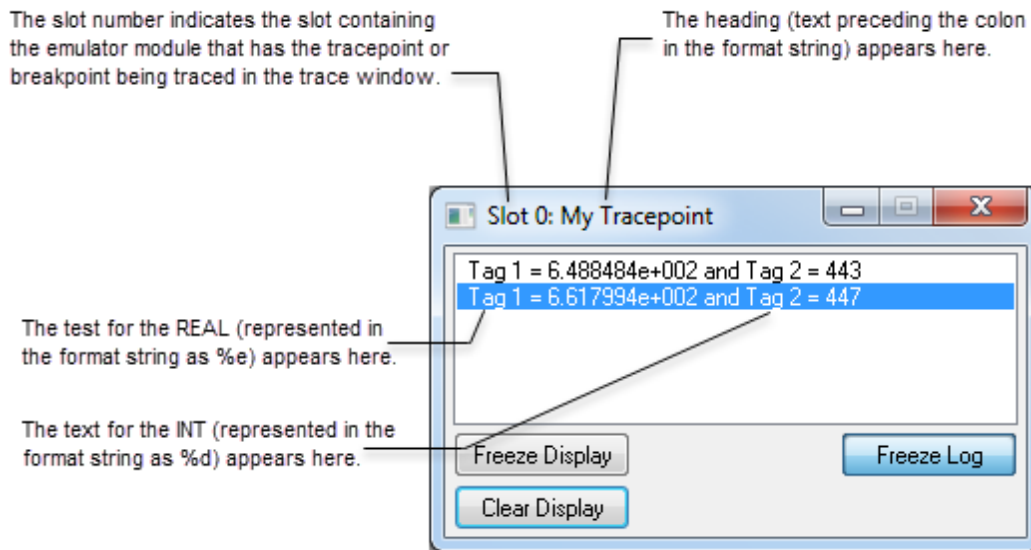 The slot number indicates the slot containing
the emulator module that has the tracepoint or
breakpoint being traced in the trace window.
The heading (text preceding the colon
in the format string) appears here.
Slot 0: My Tracepoint
Tag 1 = 6.488484e+002 and Tag 2 = 443
Tag 1 = 6.617994e+002 and Tag 2 = 447
The test for the REAL (represented in
the format string as %e) appears here.
The text for the INT (represented in the
format string as %d) appears here.
Freeze Display
Freeze Log
Clear Display